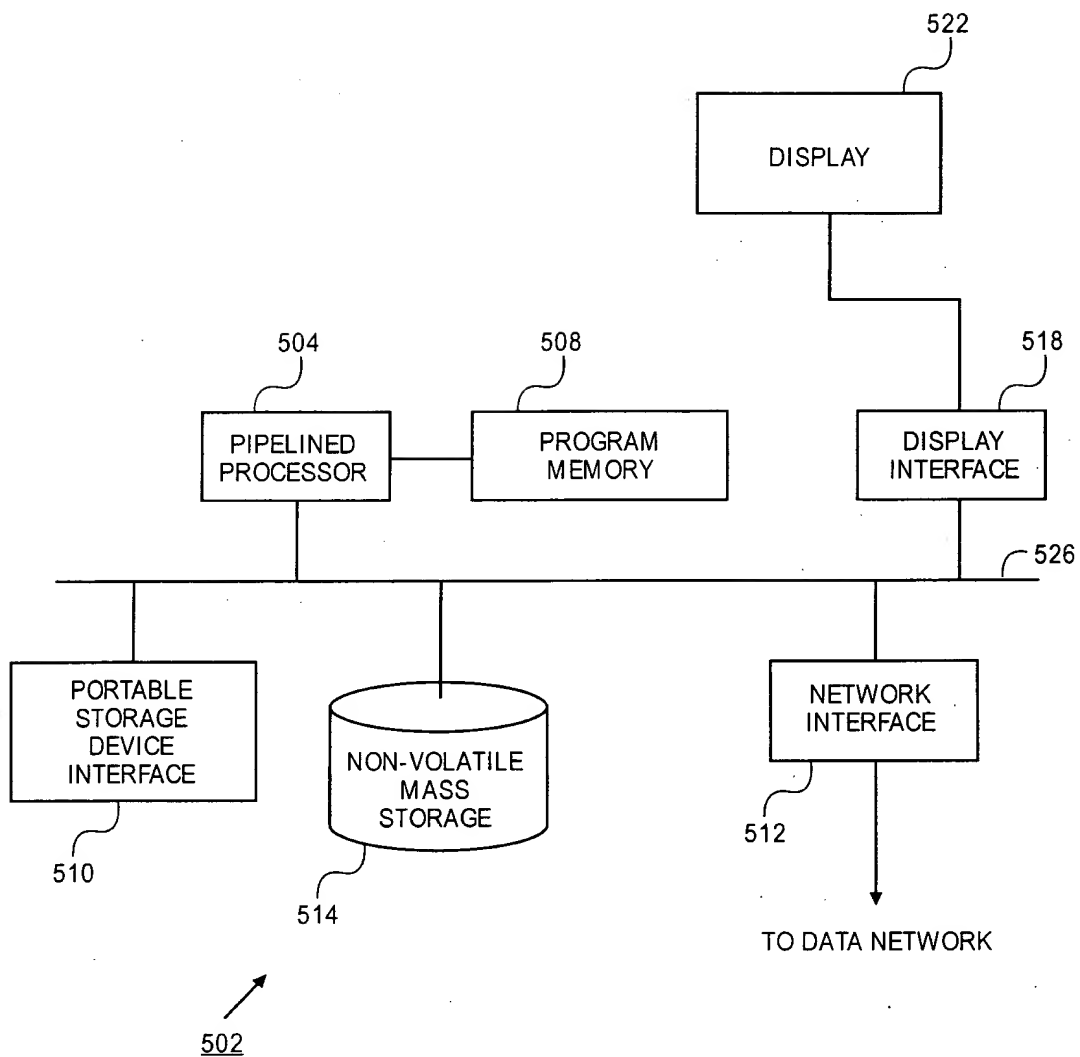 522
DISPLAY
504
508
518
PIPELINED
PROCESSOR
PROGRAM
MEMORY
DISPLAY
INTERFACE
526
PORTABLE
STORAGE
DEVICE
INTERFACE
NON-VOLATILE
MASS
STORAGE
NETWORK
INTERFACE
510
514
512
TO DATA NETWORK
502